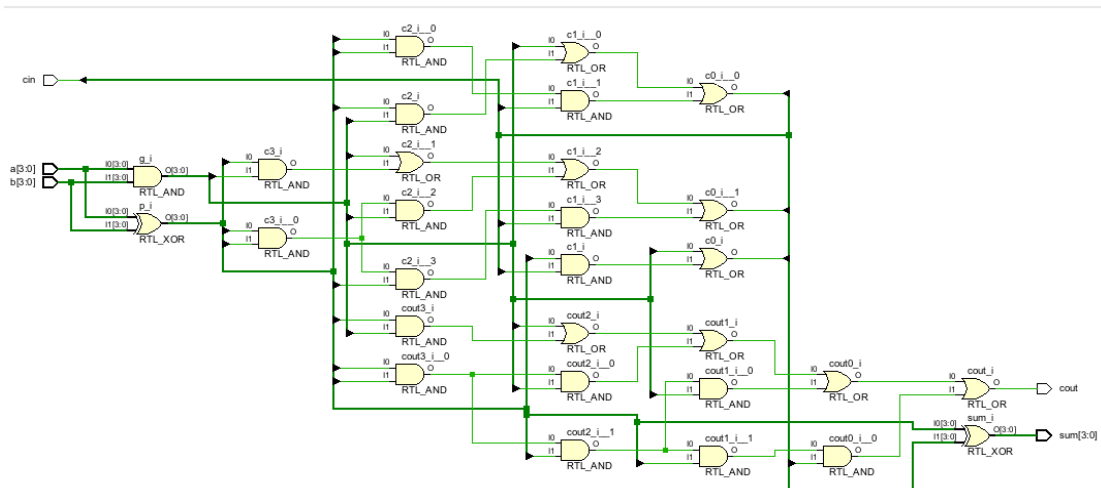 cin
a[3:0]
b[3:0]
I0[3:0]
I1[3:0]
g_i
O[3:0]
RTL_AND
I0[3:0]
I1[3:0]
p_i
O[3:0]
RTL_XOR
I0
I1
c3_i
O
RTL_AND
I0
I1
c3_i__0
O
RTL_AND
I0
I1
c2_i__0
O
RTL_AND
I0
I1
c2_i
O
RTL_AND
I0
I1
c2_i__1
O
RTL_OR
I0
I1
c2_i__2
O
RTL_AND
I0
I1
c2_i__3
O
RTL_AND
I0
I1
cout3_i
O
RTL_AND
I0
I1
cout3_i__0
O
RTL_AND
I0
I1
c1_i__0
O
RTL_OR
I0
I1
c1_i__1
O
RTL_AND
I0
I1
c1_i__2
O
RTL_OR
I0
I1
c1_i__3
O
RTL_AND
I0
I1
c1_i
O
RTL_AND
I0
I1
cout2_i
O
RTL_OR
I0
I1
cout2_i__0
O
RTL_AND
I0
I1
cout2_i__1
O
RTL_AND
I0
I1
c0_i__0
O
RTL_OR
I0
I1
c0_i__1
O
RTL_OR
I0
I1
c0_i
O
RTL_OR
I0
I1
cout1_i
O
RTL_OR
I0
I1
cout1_i__0
O
RTL_AND
I0
I1
cout1_i__1
O
RTL_AND
I0
I1
cout0_i
O
RTL_OR
I0
I1
cout0_i__0
O
RTL_AND
I0
I1
cout_i
O
RTL_OR
I0[3:0]
I1[3:0]
sum_i
O[3:0]
RTL_XOR
cout
sum[3:0]